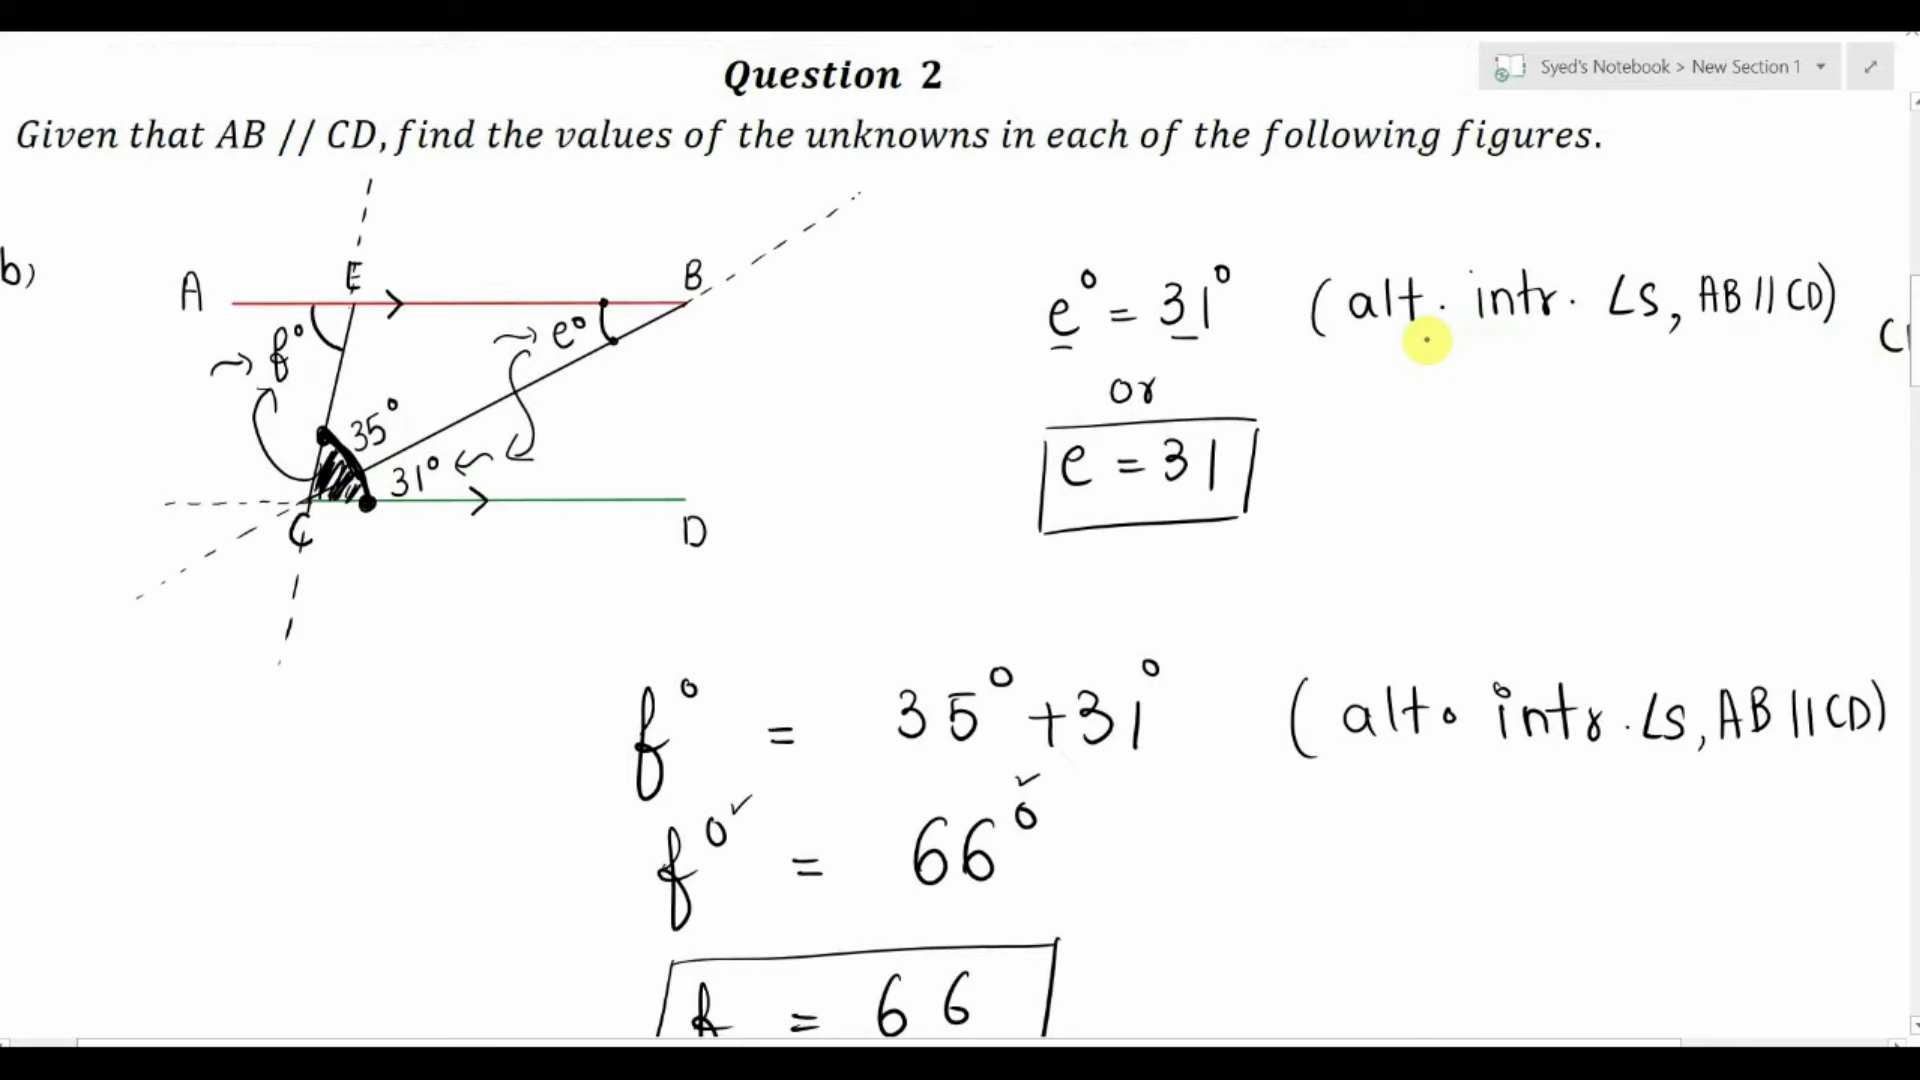 Question 2
Syed's Notebook > New Section 1
Given that AB // CD, find the values of the unknowns in each of the following figures.
b)
A E B
f° e°
35°
31°
C D
e° = 31° (alt. intr. ∠s, AB // CD)
or
e = 31
f° = 35° + 31° (alt. intr. ∠s, AB // CD)
f° = 66°
f = 66